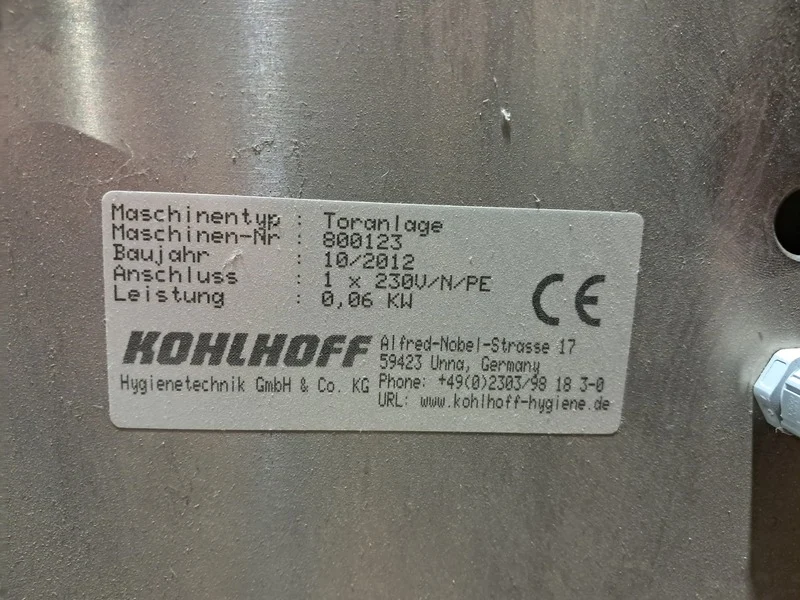 Maschinentyp : Toranlage
Maschinen-Nr : 800123
Baujahr : 10/2012
Anschluss : 1 x 230V/N/PE
Leistung : 0,06 KW
CE
KOHLHOFF
Hygienetechnik GmbH & Co. KG
Alfred-Nobel-Strasse 17
59423 Unna, Germany
Phone: +49(0)2303/98 18 3-0
URL: www.kohlhoff-hygiene.de